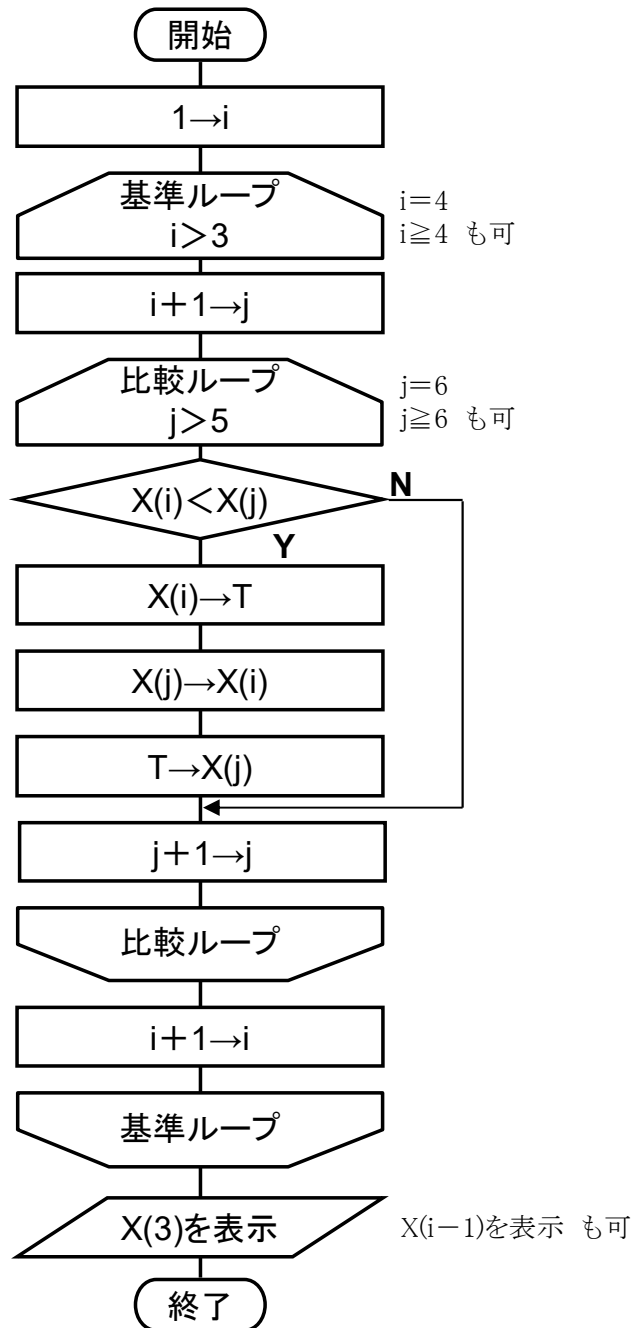 開始
1→i
基準ループ
i>3
i=4
i≧4 も可
i+1→j
比較ループ
j>5
j=6
j≧6 も可
X(i)<X(j)
N
Y
X(i)→T
X(j)→X(i)
T→X(j)
j+1→j
比較ループ
i+1→i
基準ループ
X(3)を表示
X(i-1)を表示 も可
終了